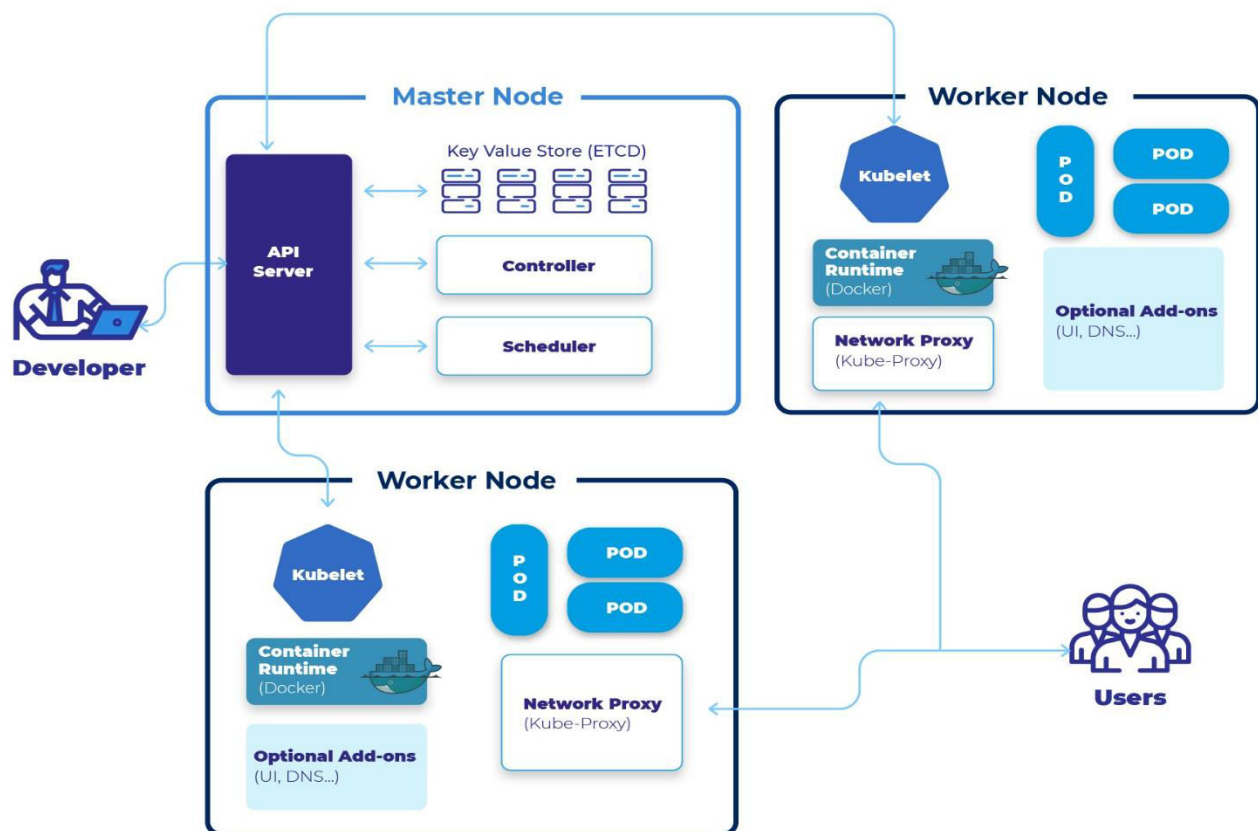 Master Node
Key Value Store (ETCD)
API
Server
Controller
Scheduler
Developer
Worker Node
Kubelet
P
O
D
POD
POD
Container
Runtime
(Docker)
Optional Add-ons
(UI, DNS...)
Network Proxy
(Kube-Proxy)
Worker Node
Kubelet
P
O
D
POD
POD
Container
Runtime
(Docker)
Network Proxy
(Kube-Proxy)
Optional Add-ons
(UI, DNS...)
Users